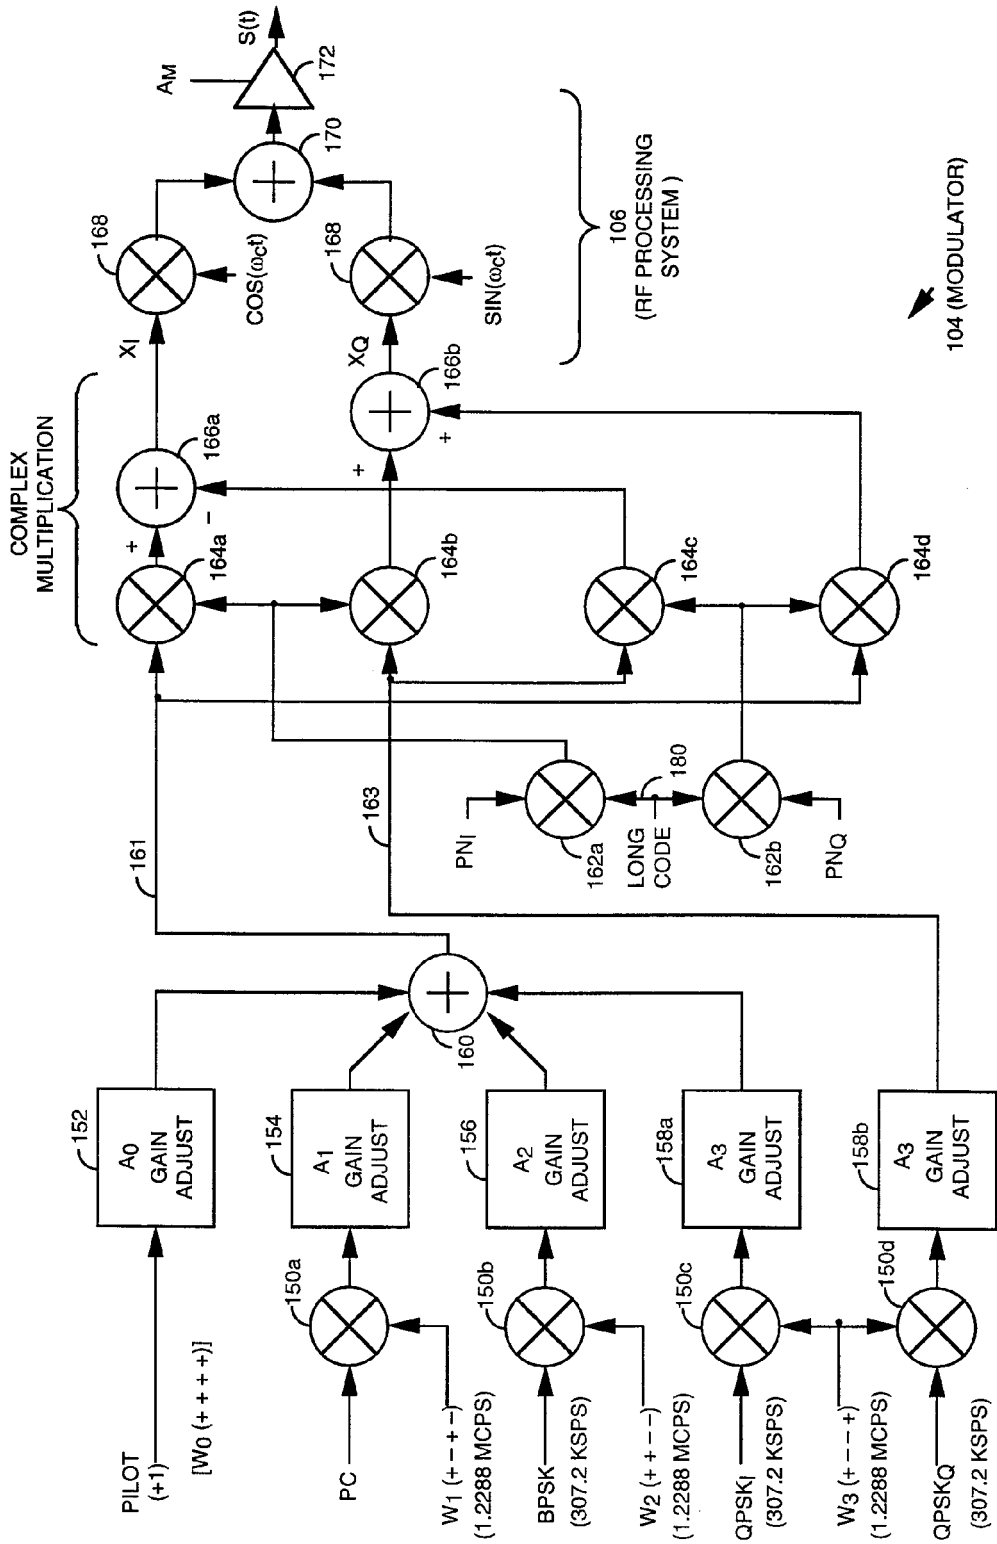 PILOT
(+1)
[W0 (+ + + +)]
152
A0
GAIN
ADJUST
PC
150a
W1 (+ − + −)
(1.2288 MCPS)
154
A1
GAIN
ADJUST
BPSK
(307.2 KSPS)
150b
W2 (+ + − −)
(1.2288 MCPS)
156
A2
GAIN
ADJUST
QPSKI
(307.2 KSPS)
150c
W3 (+ − − +)
(1.2288 MCPS)
158a
A3
GAIN
ADJUST
QPSKQ
(307.2 KSPS)
150d
158b
A3
GAIN
ADJUST
160
161
163
PNI
162a
LONG
CODE
180
162b
PNQ
COMPLEX
MULTIPLICATION
164a
+
−
166a
164b
+
+
166b
164c
164d
XI
168
COS(ωct)
XQ
168
SIN(ωct)
170
AM
172
S(t)
106
(RF PROCESSING
SYSTEM )
104 (MODULATOR)